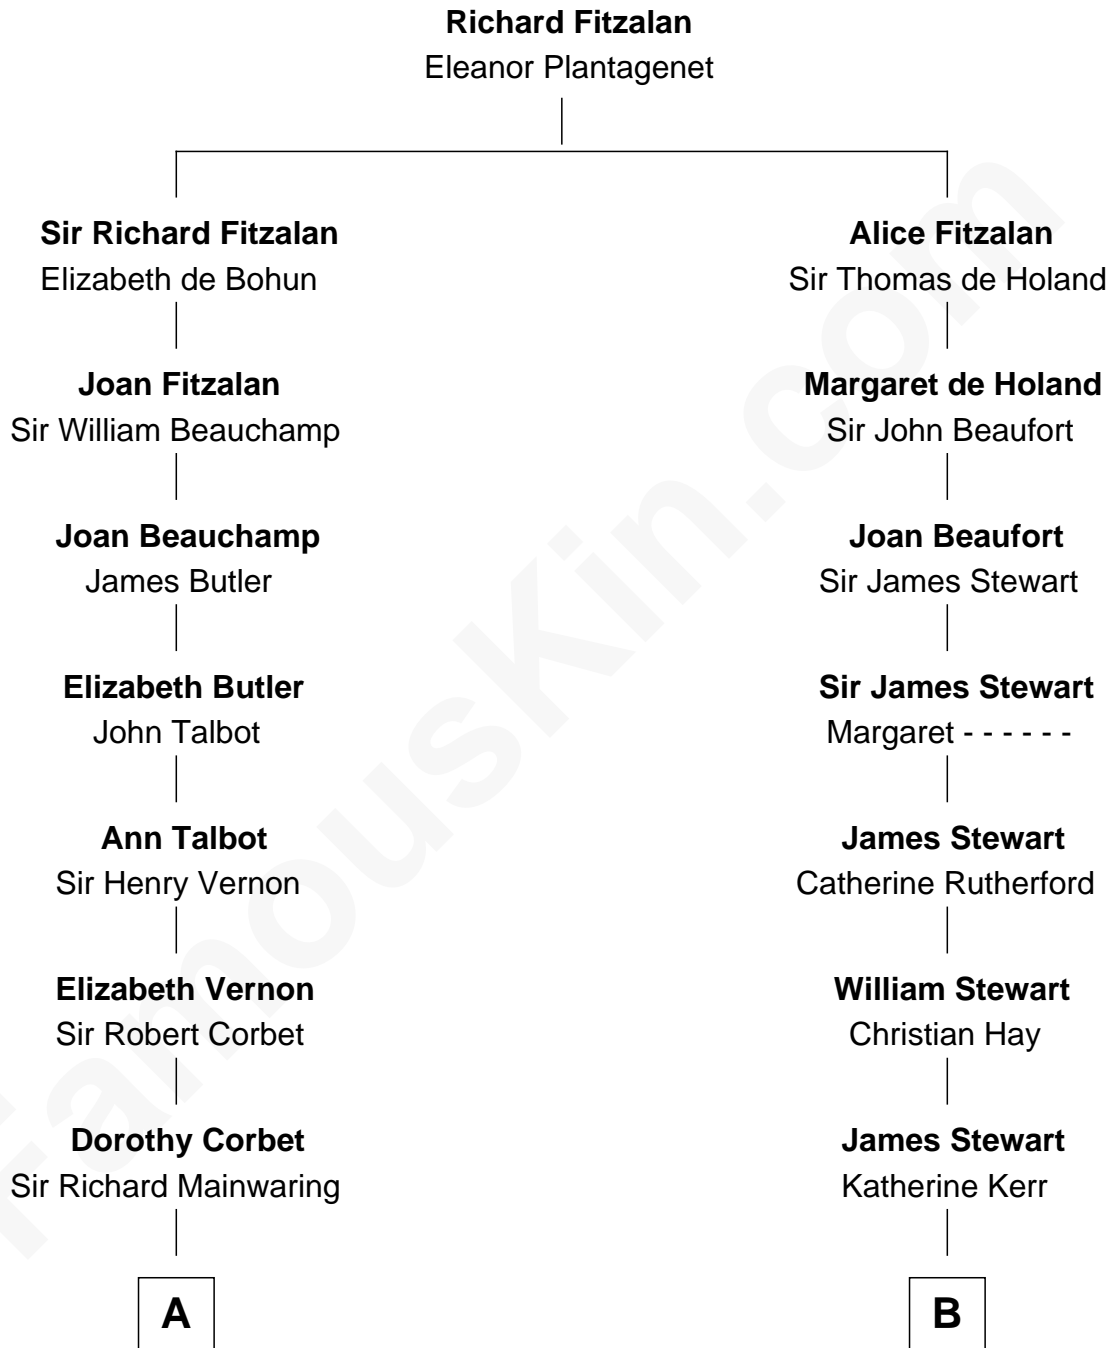 Richard Fitzalan
Eleanor Plantagenet
Sir Richard Fitzalan
Elizabeth de Bohun
Alice Fitzalan
Sir Thomas de Holand
Joan Fitzalan
Sir William Beauchamp
Margaret de Holand
Sir John Beaufort
Joan Beauchamp
James Butler
Joan Beaufort
Sir James Stewart
Elizabeth Butler
John Talbot
Sir James Stewart
Margaret - - - - - -
Ann Talbot
Sir Henry Vernon
James Stewart
Catherine Rutherford
Elizabeth Vernon
Sir Robert Corbet
William Stewart
Christian Hay
Dorothy Corbet
Sir Richard Mainwaring
James Stewart
Katherine Kerr
A
B
FamousKin.com